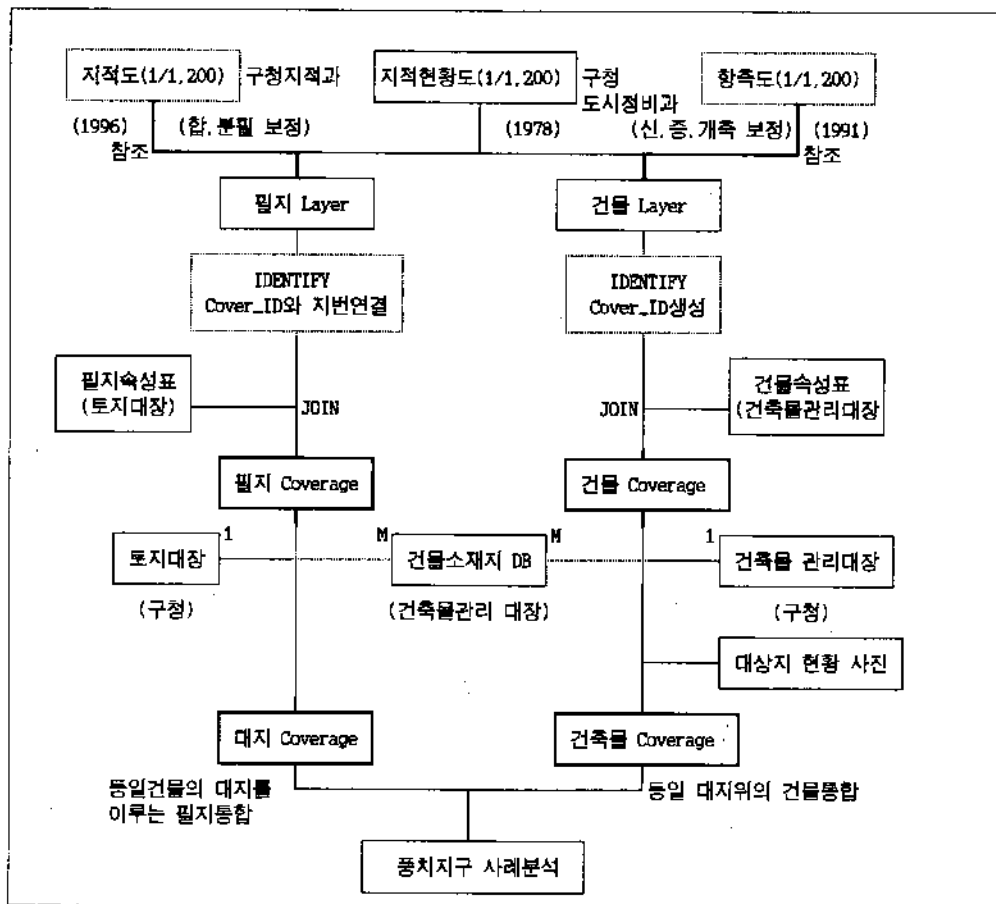 지적도(1/1,200)
구청지적과
지적현황도(1/1,200)
구청
도시정비과
항측도(1/1,200)
(1996)
참조
(합.분필 보정)
(1978)
(신.증.개축 보정)
(1991)
참조
필지 Layer
건물 Layer
IDENTIFY
Cover_ID와 지번연결
IDENTIFY
Cover_ID생성
필지속성표
(토지대장)
JOIN
JOIN
건물속성표
(건축물관리대장
필지 Coverage
건물 Coverage
토지대장
1
M
건물소재지 DB
M
1
건축물 관리대장
(구청)
(건축물관리 대장)
(구청)
대상지 현황 사진
대지 Coverage
건축물 Coverage
동일건물의 대지를
이루는 필지통합
동일 대지위의 건물통합
풍치지구 사례분석